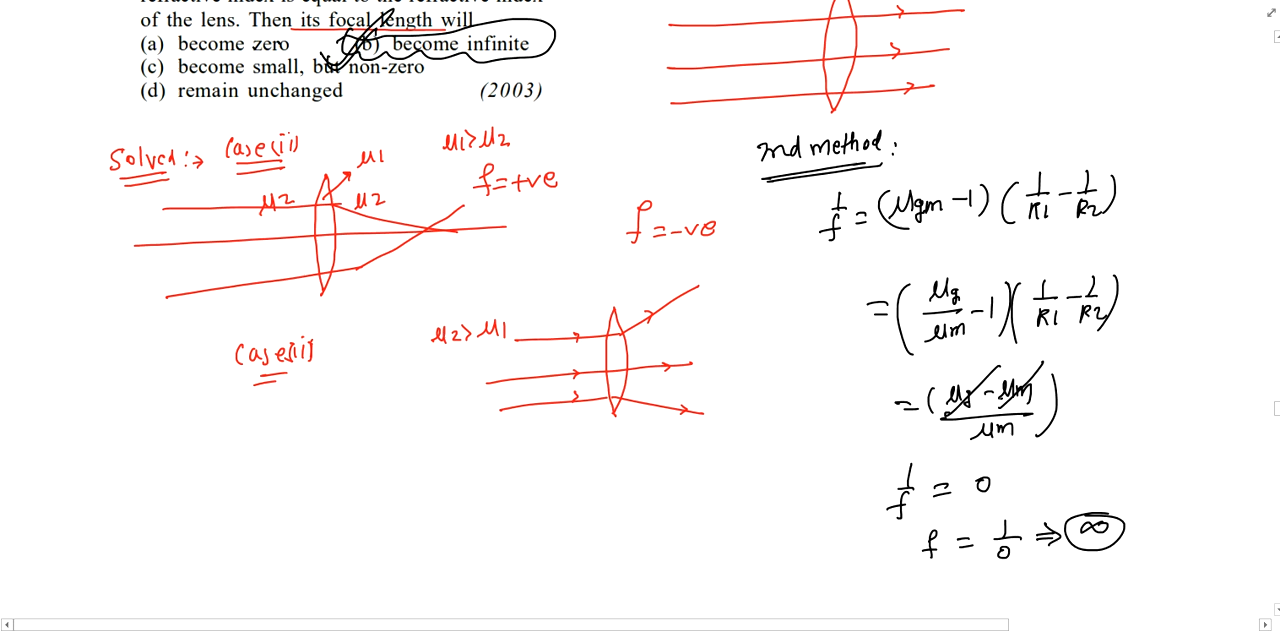 of the lens. Then its focal length will
(a) become zero (b) become infinite
(c) become small, but non-zero
(d) remain unchanged (2003)
Solved:→ Case(i)
μ1
μ1>μ2
f=+ve
μ2 μ2
f=-ve
Case(ii)
μ2>μ1
2nd method:
1/f = (μgm -1) (1/R1 - 1/R2)
= (μg/μm -1)(1/R1 - 1/R2)
= (μg-μm/μm)
1/f = 0
f = 1/0 ⇒ ∞